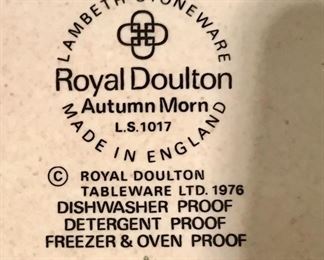 LAMBETH STONEWARE
Royal Doulton
Autumn Morn
L.S.1017
MADE IN ENGLAND
© ROYAL DOULTON
TABLEWARE LTD. 1976
DISHWASHER PROOF
DETERGENT PROOF
FREEZER & OVEN PROOF